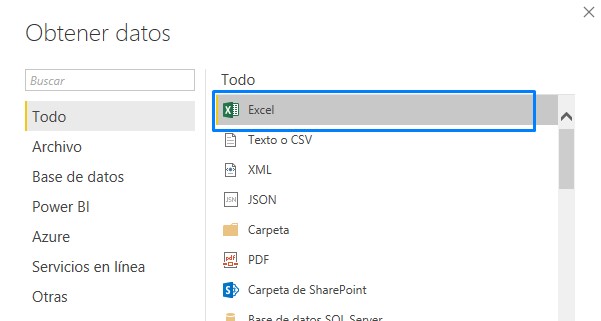 Obtener datos
Buscar
Todo
Archivo
Base de datos
Power BI
Azure
Servicios en línea
Otras
Todo
Excel
Texto o CSV
XML
JSON
Carpeta
PDF
Carpeta de SharePoint
Base de datos SQL Server